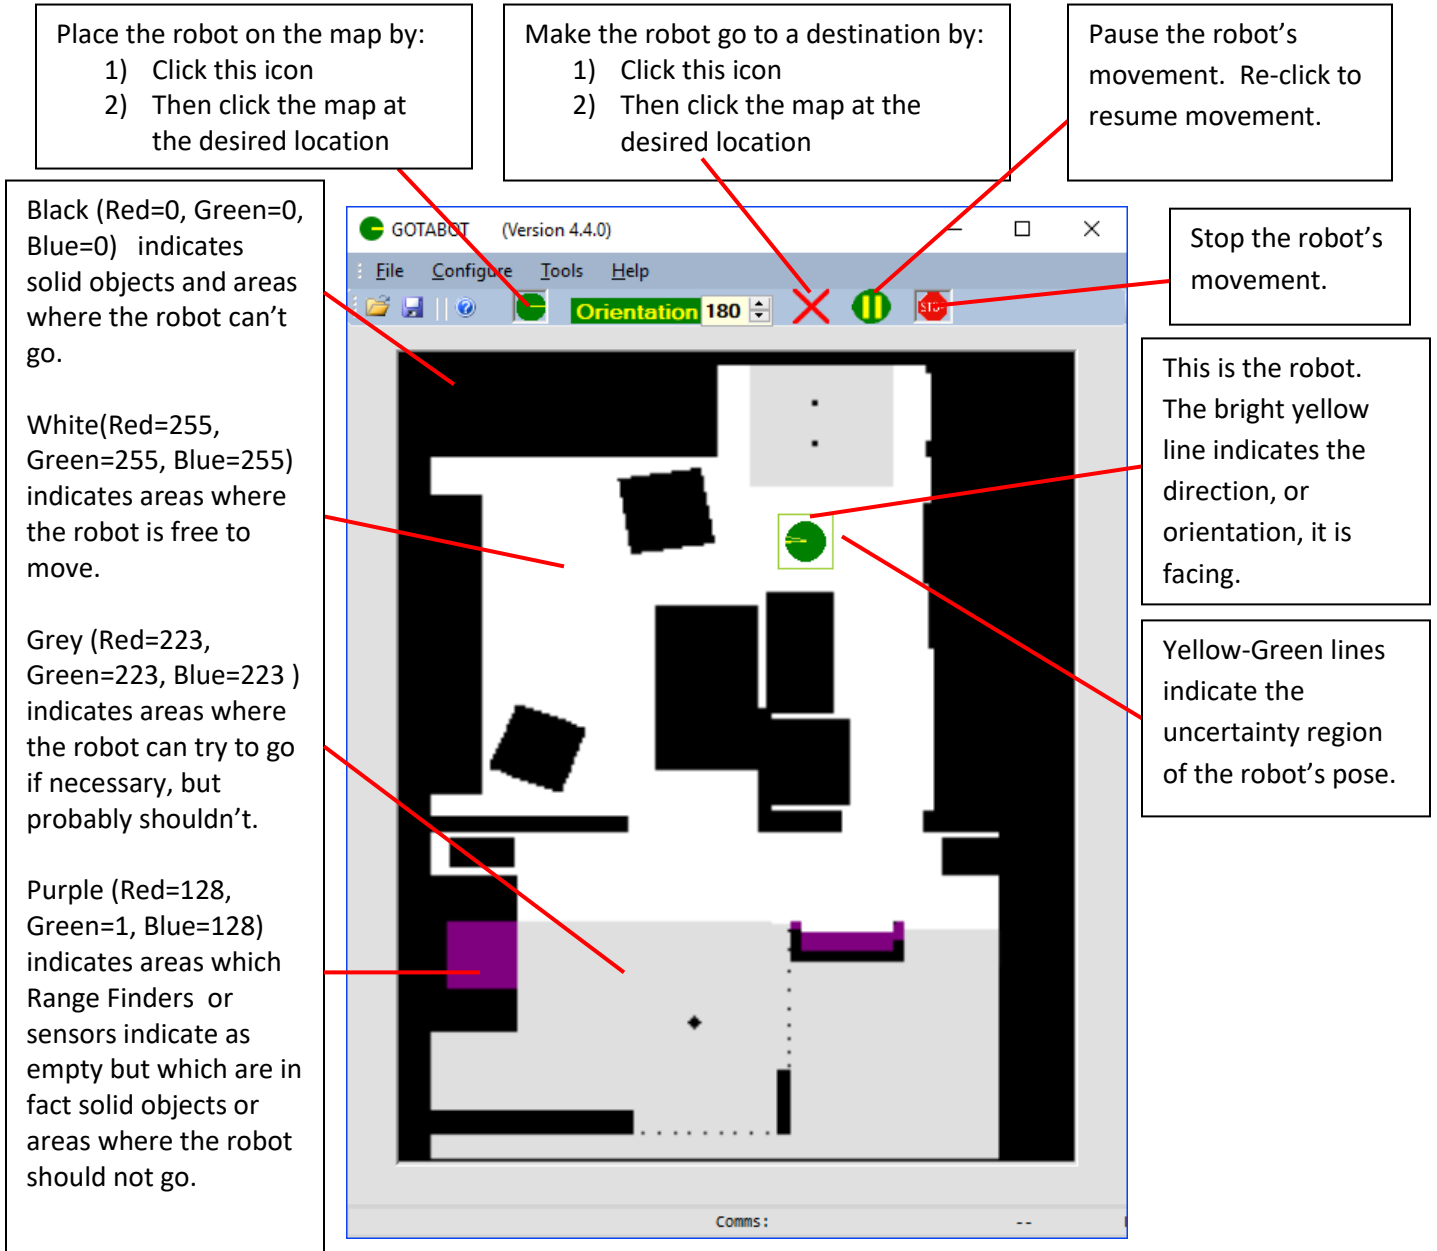 Place the robot on the map by:
1) Click this icon
2) Then click the map at
the desired location
Make the robot go to a destination by:
1) Click this icon
2) Then click the map at the
desired location
Pause the robot’s
movement. Re-click to
resume movement.
Black (Red=0, Green=0,
Blue=0) indicates
solid objects and areas
where the robot can’t
go.
White(Red=255,
Green=255, Blue=255)
indicates areas where
the robot is free to
move.
Grey (Red=223,
Green=223, Blue=223 )
indicates areas where
the robot can try to go
if necessary, but
probably shouldn’t.
Purple (Red=128,
Green=1, Blue=128)
indicates areas which
Range Finders or
sensors indicate as
empty but which are in
fact solid objects or
areas where the robot
should not go.
GOTABOT (Version 4.4.0)
File Configure Tools Help
Orientation 180
STOP
Comms: --
Stop the robot’s
movement.
This is the robot.
The bright yellow
line indicates the
direction, or
orientation, it is
facing.
Yellow-Green lines
indicate the
uncertainty region
of the robot’s pose.